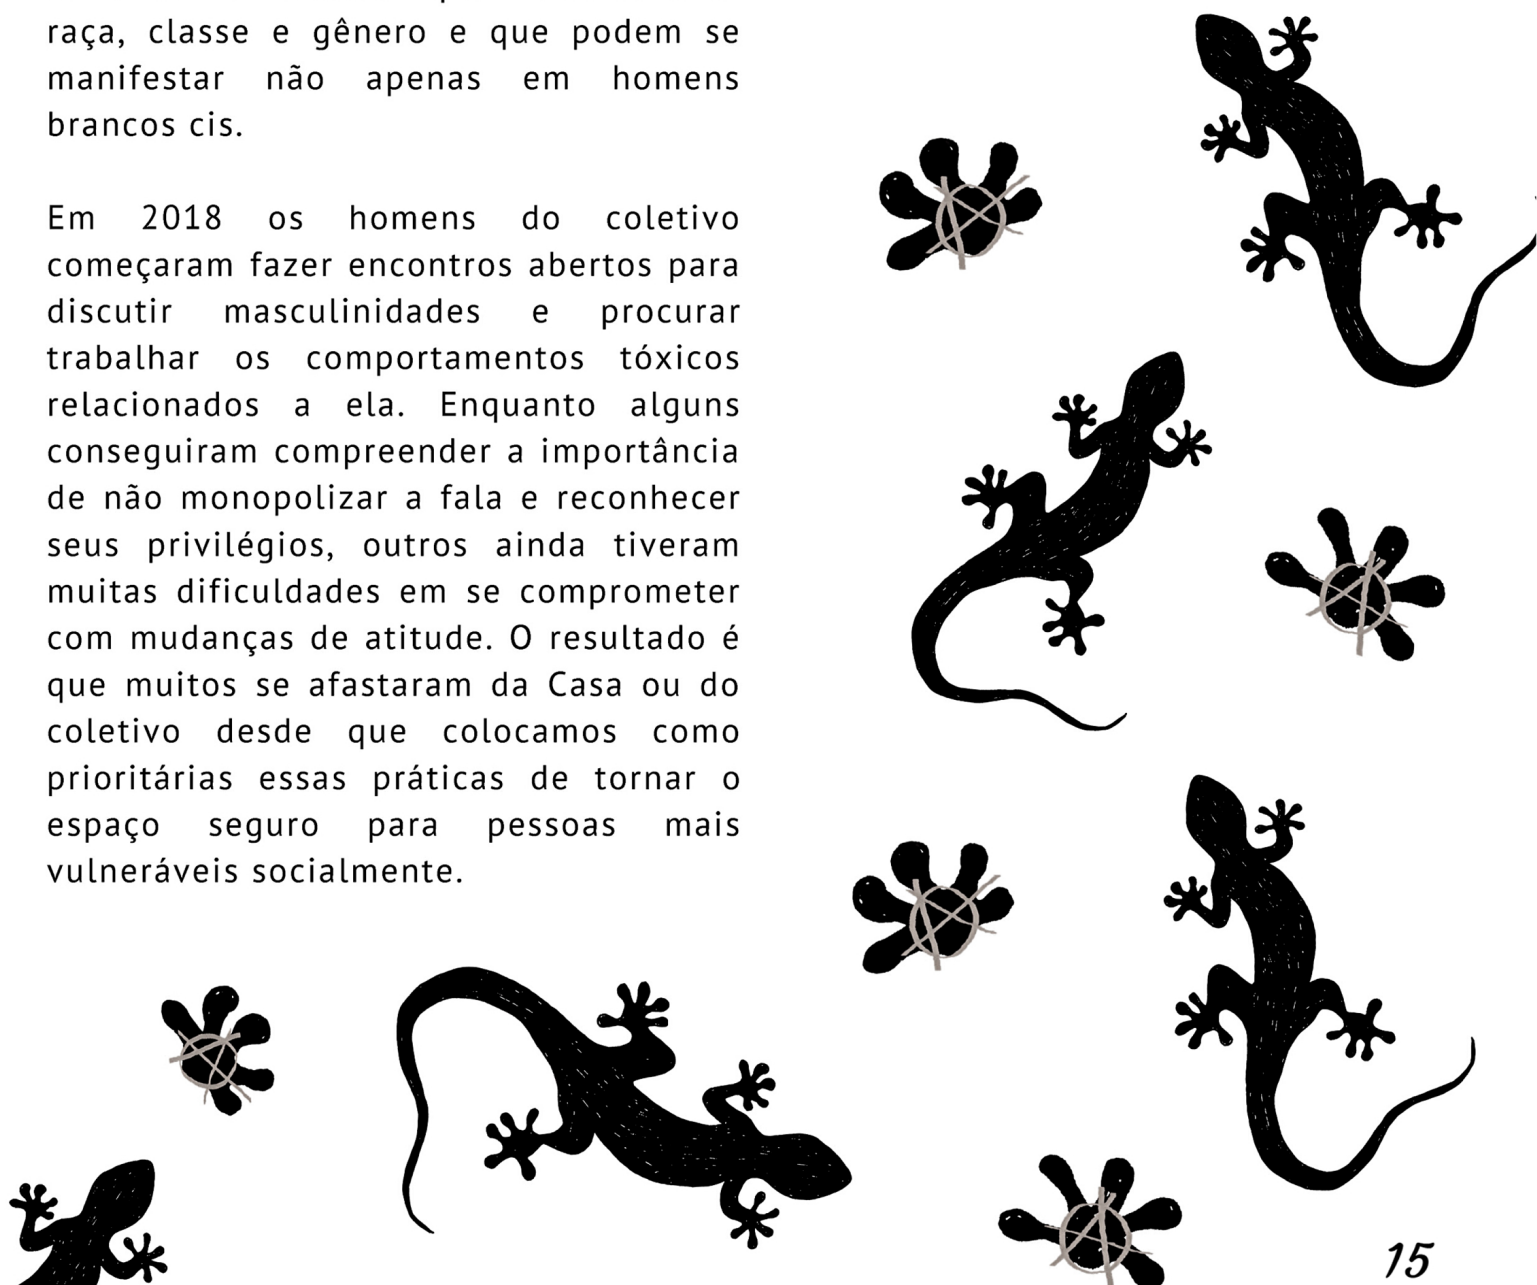 raça, classe e gênero e que podem se
manifestar não apenas em homens
brancos cis.
Em 2018 os homens do coletivo
começaram fazer encontros abertos para
discutir masculinidades e procurar
trabalhar os comportamentos tóxicos
relacionados a ela. Enquanto alguns
conseguiram compreender a importância
de não monopolizar a fala e reconhecer
seus privilégios, outros ainda tiveram
muitas dificuldades em se comprometer
com mudanças de atitude. O resultado é
que muitos se afastaram da Casa ou do
coletivo desde que colocamos como
prioritárias essas práticas de tornar o
espaço seguro para pessoas mais
vulneráveis socialmente.
15